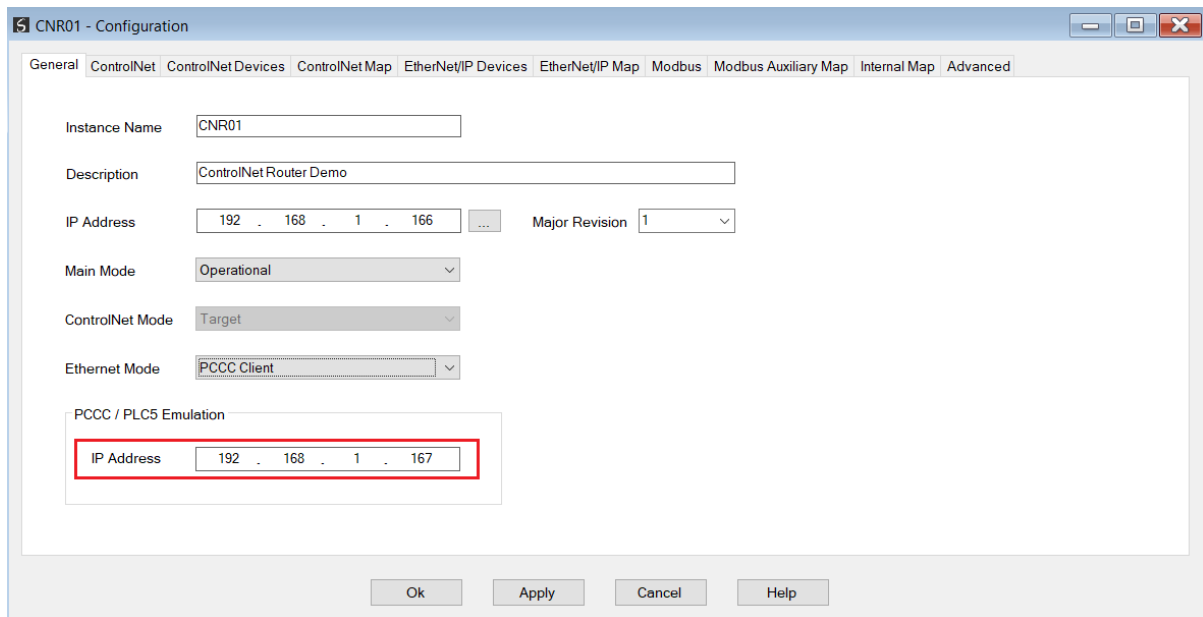 CNR01 - Configuration
General ControlNet ControlNet Devices ControlNet Map EtherNet/IP Devices EtherNet/IP Map Modbus Modbus Auxiliary Map Internal Map Advanced
Instance Name CNR01
Description ControlNet Router Demo
IP Address 192 . 168 . 1 . 166 ... Major Revision 1
Main Mode Operational
ControlNet Mode Target
Ethernet Mode PCCC Client
PCCC / PLC5 Emulation
IP Address 192 . 168 . 1 . 167
Ok Apply Cancel Help